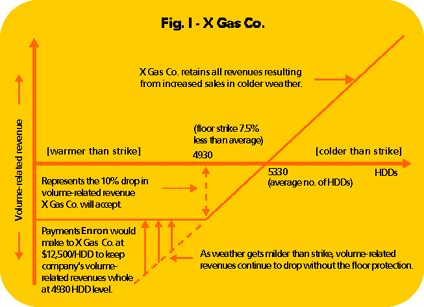 Fig. I - X Gas Co.
X Gas Co. retains all revenues resulting
from increased sales in colder weather.
Volume-related revenue
(floor strike 7.5%
less than average)
[warmer than strike]
4930
[colder than strike]
5330
(average no. of HDDs)
HDDs
Represents the 10% drop in
volume-related revenue
X Gas Co. will accept
Payments Enron would
make to X Gas Co. at
$12,500/HDD to keep
company's volume-
related revenues whole
at 4930 HDD level.
As weather gets milder than strike, volume-related
revenues continue to drop without the floor protection.